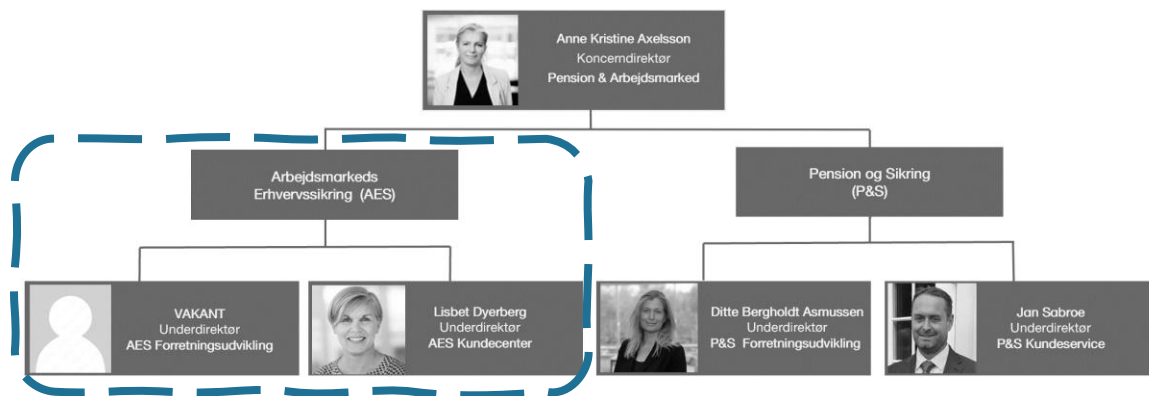 Anne Kristine Axelsson
Koncerndirektør
Pension & Arbejdsmarked
Arbejdsmarkeds
Erhvervssikring (AES)
Pension og Sikring
(P&S)
VAKANT
Underdirektør
AES Forretningsudvikling
Lisbet Dyerberg
Underdirektør
AES Kundecenter
Ditte Bergholdt Asmussen
Underdirektør
P&S Forretningsudvikling
Jan Sabroe
Underdirektør
P&S Kundeservice